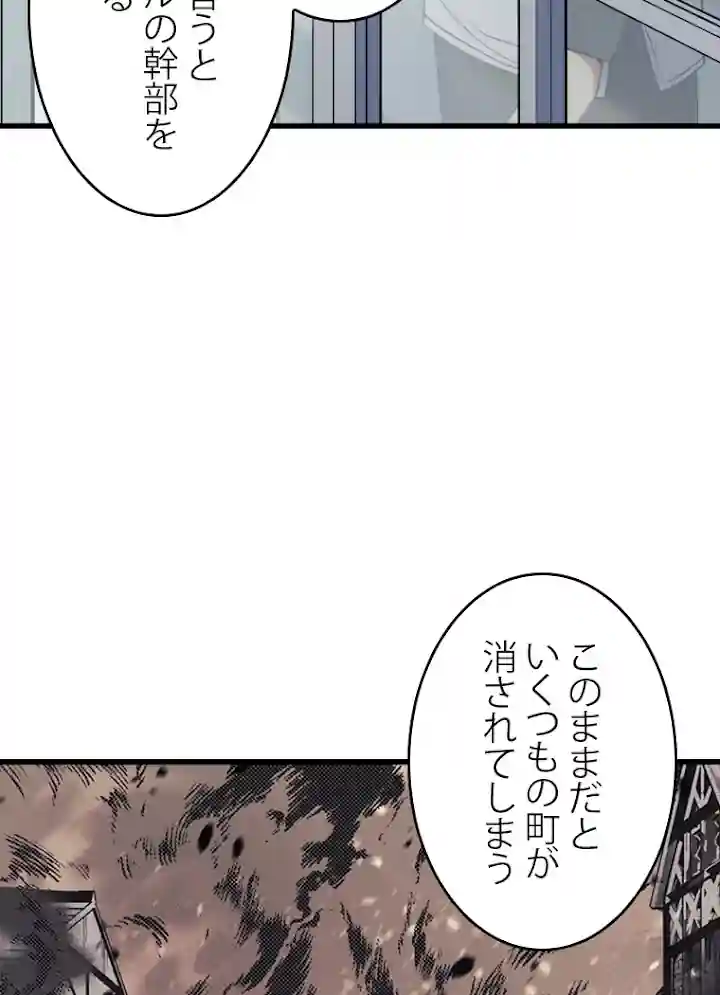 言うと
ルの幹部を
る
このままだと
いくつもの町が
消されてしまう